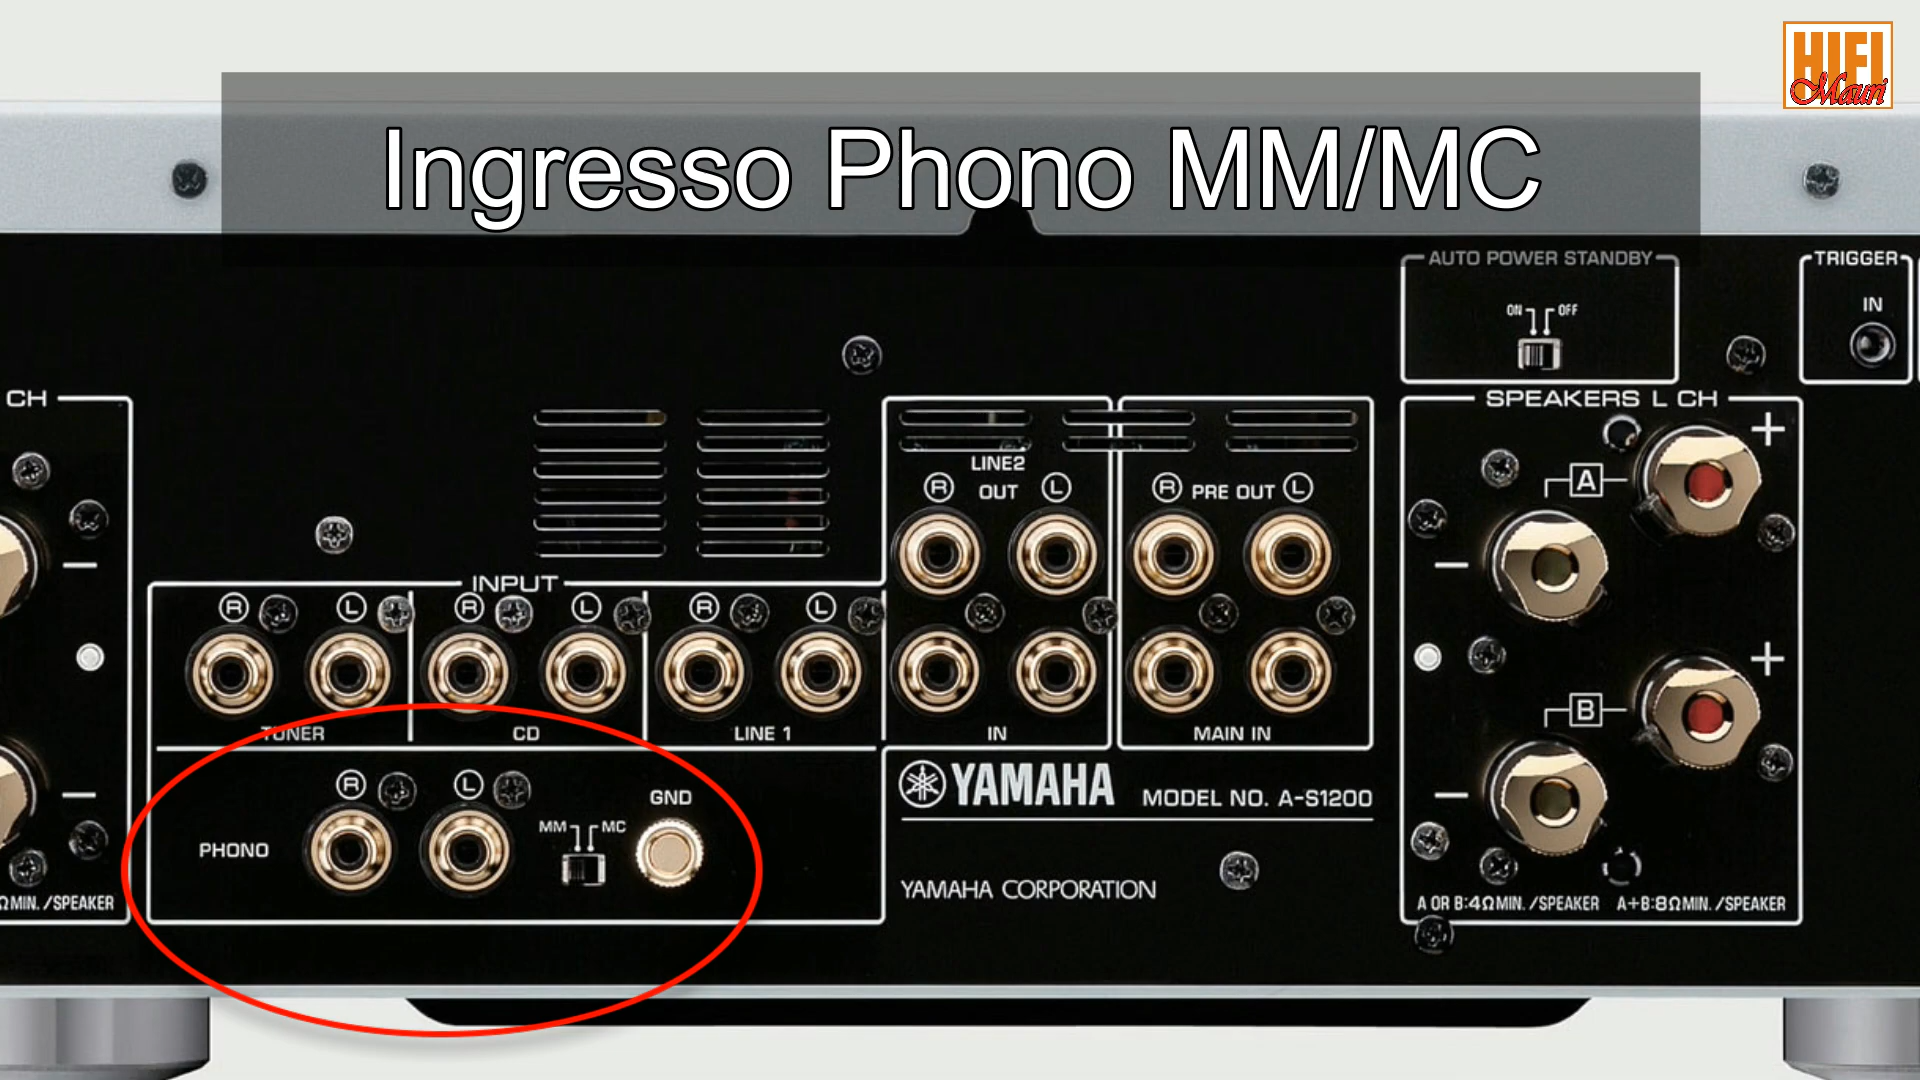 HIFI
Mauri
Ingresso Phono MM/MC
AUTO POWER STANDBY
ON OFF
TRIGGER
IN
CH
SPEAKERS L CH
+
A
−
−
+
B
−
−
LINE2
R OUT L
R PRE OUT L
INPUT
R L R L R L
TUNER CD LINE 1 IN MAIN IN
PHONO R L MM MC GND
YAMAHA MODEL NO. A-S1200
YAMAHA CORPORATION
ΩMIN./SPEAKER
A OR B:4ΩMIN./SPEAKER A+B:8ΩMIN./SPEAKER